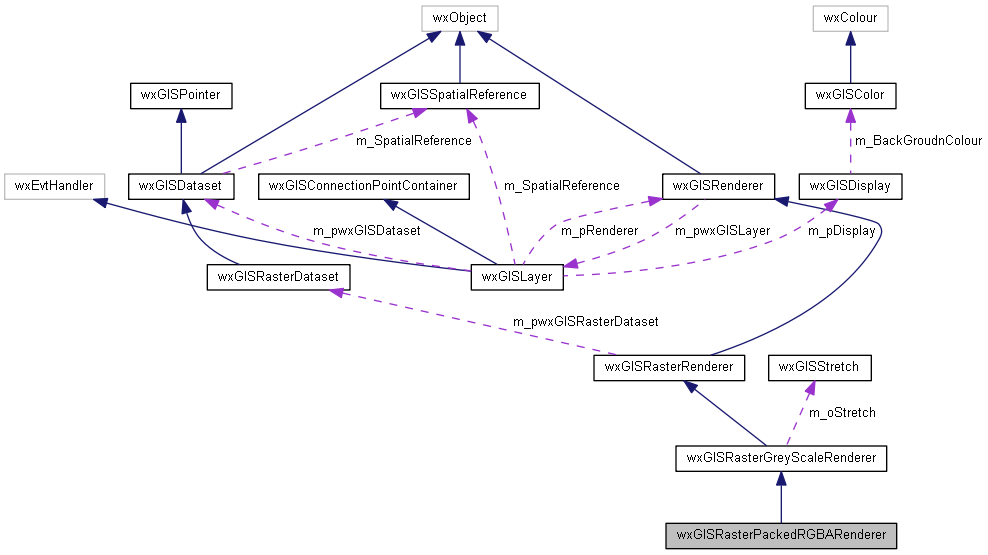 wxObject
wxColour
wxGISPointer
wxGISSpatialReference
wxGISColor
m_SpatialReference
m_BackGroudnColour
wxEvtHandler
wxGISDataset
wxGISConnectionPointContainer
m_SpatialReference
wxGISRenderer
wxGISDisplay
m_pwxGISDataset
m_pRenderer
m_pwxGISLayer
m_pDisplay
wxGISRasterDataset
wxGISLayer
m_pwxGISRasterDataset
wxGISRasterRenderer
wxGISStretch
m_oStretch
wxGISRasterGreyScaleRenderer
wxGISRasterPackedRGBARenderer